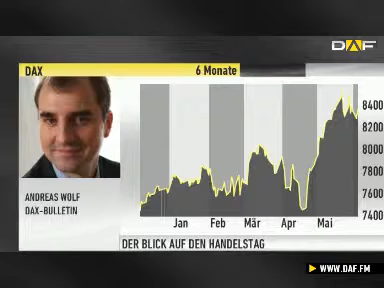 DAF
DAX
6 Monate
8400
8200
8000
7800
7600
7400
Jan Feb Mär Apr Mai
ANDREAS WOLF
DAX-BULLETIN
DER BLICK AUF DEN HANDELSTAG
WWW.DAF.FM